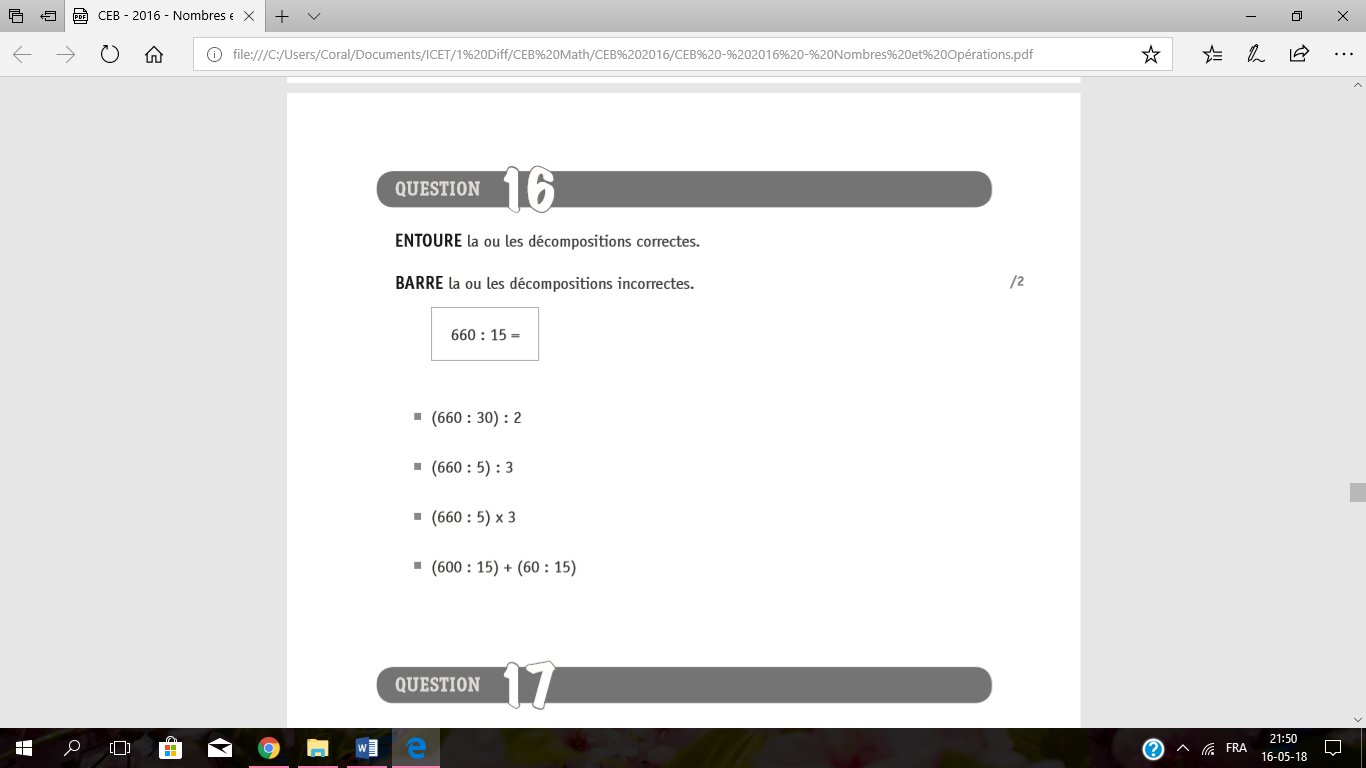 CEB - 2016 - Nombres e
file:///C:/Users/Coral/Documents/ICET/1%20Diff/CEB%20Math/CEB%202016/CEB%20-%202016%20-%20Nombres%20et%20Opérations.pdf
QUESTION 16
ENTOURE la ou les décompositions correctes.
BARRE la ou les décompositions incorrectes.
/2
660 : 15 =
(660 : 30) : 2
(660 : 5) : 3
(660 : 5) x 3
(600 : 15) + (60 : 15)
QUESTION 17
FRA
21:50
16-05-18